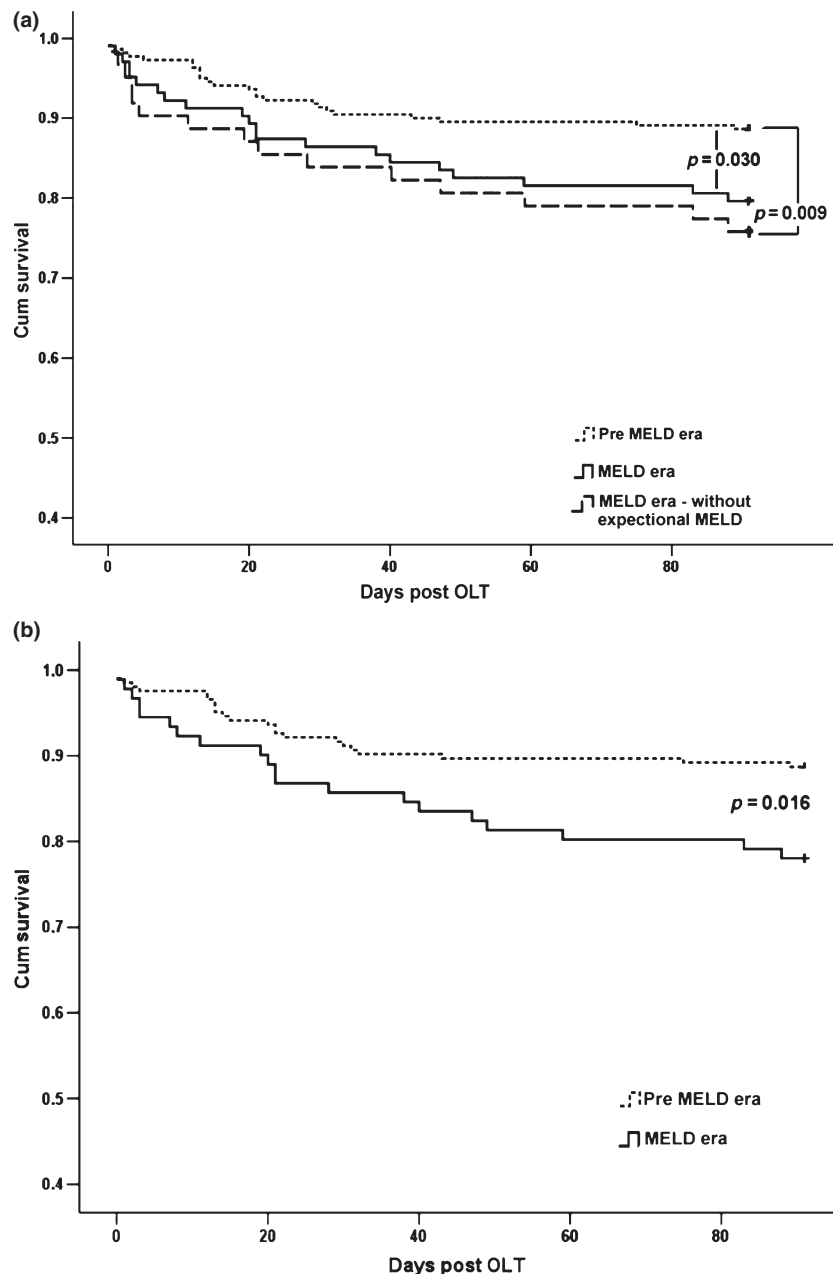 (a)
1.0
0.9
0.8
0.7
0.6
0.5
0.4
Cum survival
p = 0.030
p = 0.009
Pre MELD era
MELD era
MELD era - without
expectional MELD
0 20 40 60 80
Days post OLT
(b)
1.0
0.9
0.8
0.7
0.6
0.5
0.4
Cum survival
p = 0.016
Pre MELD era
MELD era
0 20 40 60 80
Days post OLT